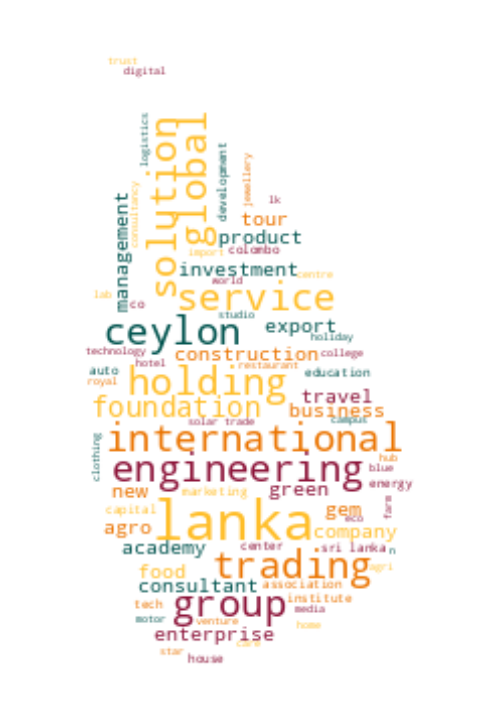 trust
digital
logistics
solution
global
development
jewellery
lk
consultancy
management
tour
product
import
colombo
investment
centre
world
lab
co
service
studio
ceylon
export
holiday
technology
construction
college
hotel
restaurant
auto
royal
holding
education
travel
foundation
business
solar trade
campus
international
clothing
engineering
hub
blue
energy
new
marketing
green
farm
capital
lanka
gem
eco
agro
company
academy
center
sri lanka
n
trading
agri
food
consultant
association
tech
group
institute
media
motor
venture
home
enterprise
care
star
house